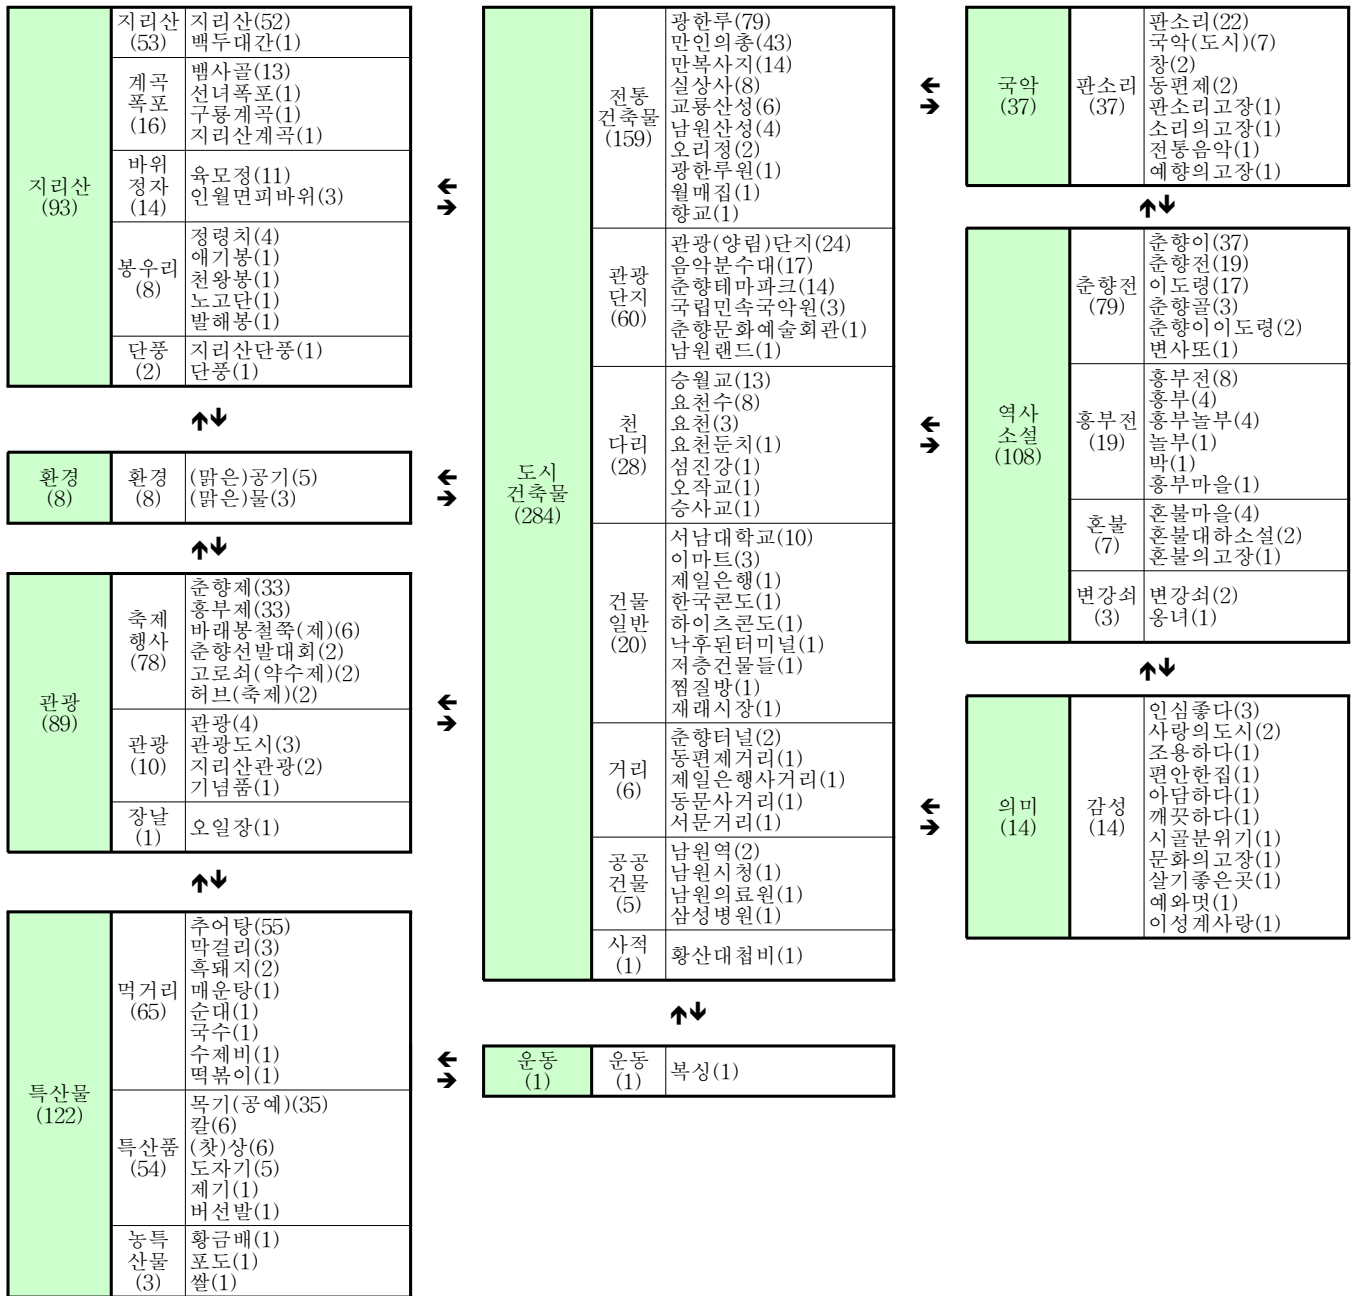 지리산
(93)
지리산
(53)
지리산(52)
백두대간(1)
계곡
폭포
(16)
뱀사골(13)
선녀폭포(1)
구룡계곡(1)
지리산계곡(1)
바위
정자
(14)
육모정(11)
인월면피바위(3)
봉우리
(8)
정령치(4)
애기봉(1)
천왕봉(1)
노고단(1)
발해봉(1)
단풍
(2)
지리산단풍(1)
단풍(1)
환경
(8)
환경
(8)
(맑은)공기(5)
(맑은)물(3)
관광
(89)
축제
행사
(78)
춘향제(33)
흥부제(33)
바래봉철쭉(제)(6)
춘향선발대회(2)
고로쇠(약수제)(2)
허브(축제)(2)
관광
(10)
관광(4)
관광도시(3)
지리산관광(2)
기념품(1)
장날
(1)
오일장(1)
특산물
(122)
먹거리
(65)
추어탕(55)
막걸리(3)
흑돼지(2)
매운탕(1)
순대(1)
국수(1)
수제비(1)
떡볶이(1)
특산품
(54)
목기(공예)(35)
칼(6)
(찻)상(6)
도자기(5)
제기(1)
버선발(1)
농특
산물
(3)
황금배(1)
포도(1)
쌀(1)
도시
건축물
(284)
전통
건축물
(159)
광한루(79)
만인의총(43)
만복사지(14)
실상사(8)
교룡산성(6)
남원산성(4)
오리정(2)
광한루원(1)
월매집(1)
향교(1)
관광
단지
(60)
관광(양림)단지(24)
음악분수대(17)
춘향테마파크(14)
국립민속국악원(3)
춘향문화예술회관(1)
남원랜드(1)
천
다리
(28)
승월교(13)
요천수(8)
요천(3)
요천둔치(1)
섬진강(1)
오작교(1)
승사교(1)
건물
일반
(20)
서남대학교(10)
이마트(3)
제일은행(1)
한국콘도(1)
하이츠콘도(1)
낙후된터미널(1)
저층건물들(1)
찜질방(1)
재래시장(1)
거리
(6)
춘향터널(2)
동편제거리(1)
제일은행사거리(1)
동문사거리(1)
서문거리(1)
공공
건물
(5)
남원역(2)
남원시청(1)
남원의료원(1)
삼성병원(1)
사적
(1)
황산대첩비(1)
운동
(1)
운동
(1)
복싱(1)
국악
(37)
판소리
(37)
판소리(22)
국악(도시)(7)
창(2)
동편제(2)
판소리고장(1)
소리의고장(1)
전통음악(1)
예향의고장(1)
역사
소설
(108)
춘향전
(79)
춘향이(37)
춘향전(19)
이도령(17)
춘향골(3)
춘향이이도령(2)
변사또(1)
흥부전
(19)
흥부전(8)
흥부(4)
흥부놀부(4)
놀부(1)
박(1)
흥부마을(1)
혼불
(7)
혼불마을(4)
혼불대하소설(2)
혼불의고장(1)
변강쇠
(3)
변강쇠(2)
옹녀(1)
의미
(14)
감성
(14)
인심좋다(3)
사랑의도시(2)
조용하다(1)
편안한집(1)
아담하다(1)
깨끗하다(1)
시골분위기(1)
문화의고장(1)
살기좋은곳(1)
예와멋(1)
이성계사랑(1)